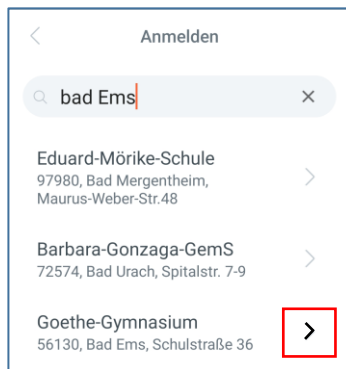 Anmelden
bad Ems
Eduard-Mörike-Schule
97980, Bad Mergentheim,
Maurus-Weber-Str.48
Barbara-Gonzaga-GemS
72574, Bad Urach, Spitalstr. 7-9
Goethe-Gymnasium
56130, Bad Ems, Schulstraße 36